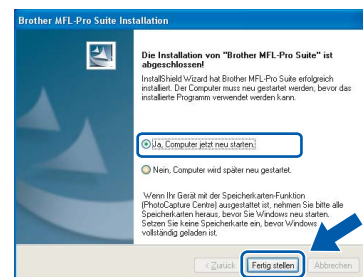 Brother MFL-Pro Suite Installation
Die Installation von "Brother MFL-Pro Suite" ist
abgeschlossen!
InstallShield Wizard hat Brother MFL-Pro Suite erfolgreich
installiert. Der Computer muss neu gestartet werden, bevor das
installierte Programm verwendet werden kann.
Ja, Computer jetzt neu starten.
Nein, Computer wird später neu gestartet.
Wenn Ihr Gerät mit der Speicherkarten-Funktion
(PhotoCapture Centre) ausgestattet ist, nehmen Sie bitte alle
Speicherkarten heraus, bevor Sie Windows neu starten.
Setzen Sie keine Speicherkarte ein, bevor Windows
vollständig geladen ist.
< Zurück Fertig stellen Abbrechen